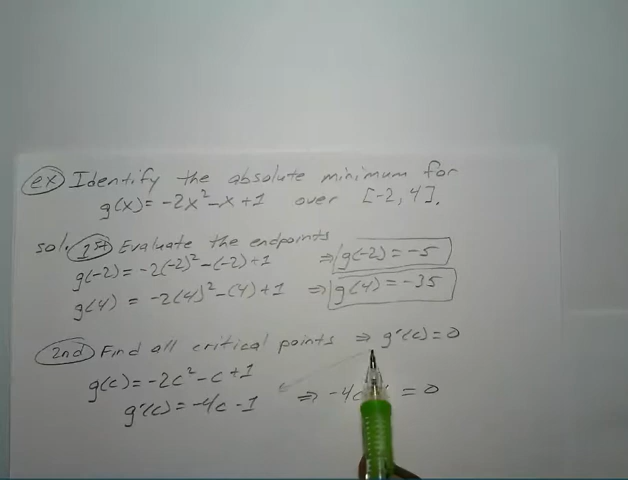 ex Identify the absolute minimum for
g(x) = -2x² - x + 1 over [-2, 4].
sol. 1st Evaluate the endpoints
g(-2) = -2(-2)² - (-2) + 1 ⇒ g(-2) = -5
g(4) = -2(4)² - (4) + 1 ⇒ g(4) = -35
2nd Find all critical points ⇒ g'(c) = 0
g(c) = -2c² - c + 1
g'(c) = -4c - 1 ⇒ -4c = 0